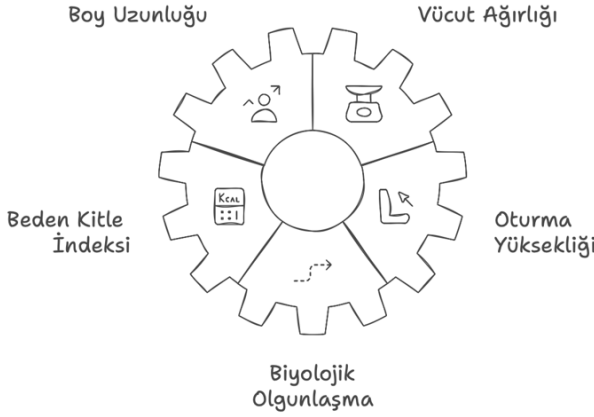 Boy Uzunluğu
Vücut Ağırlığı
KCAL
Beden Kitle
İndeksi
Oturma
Yüksekliği
Biyolojik
Olgunlaşma